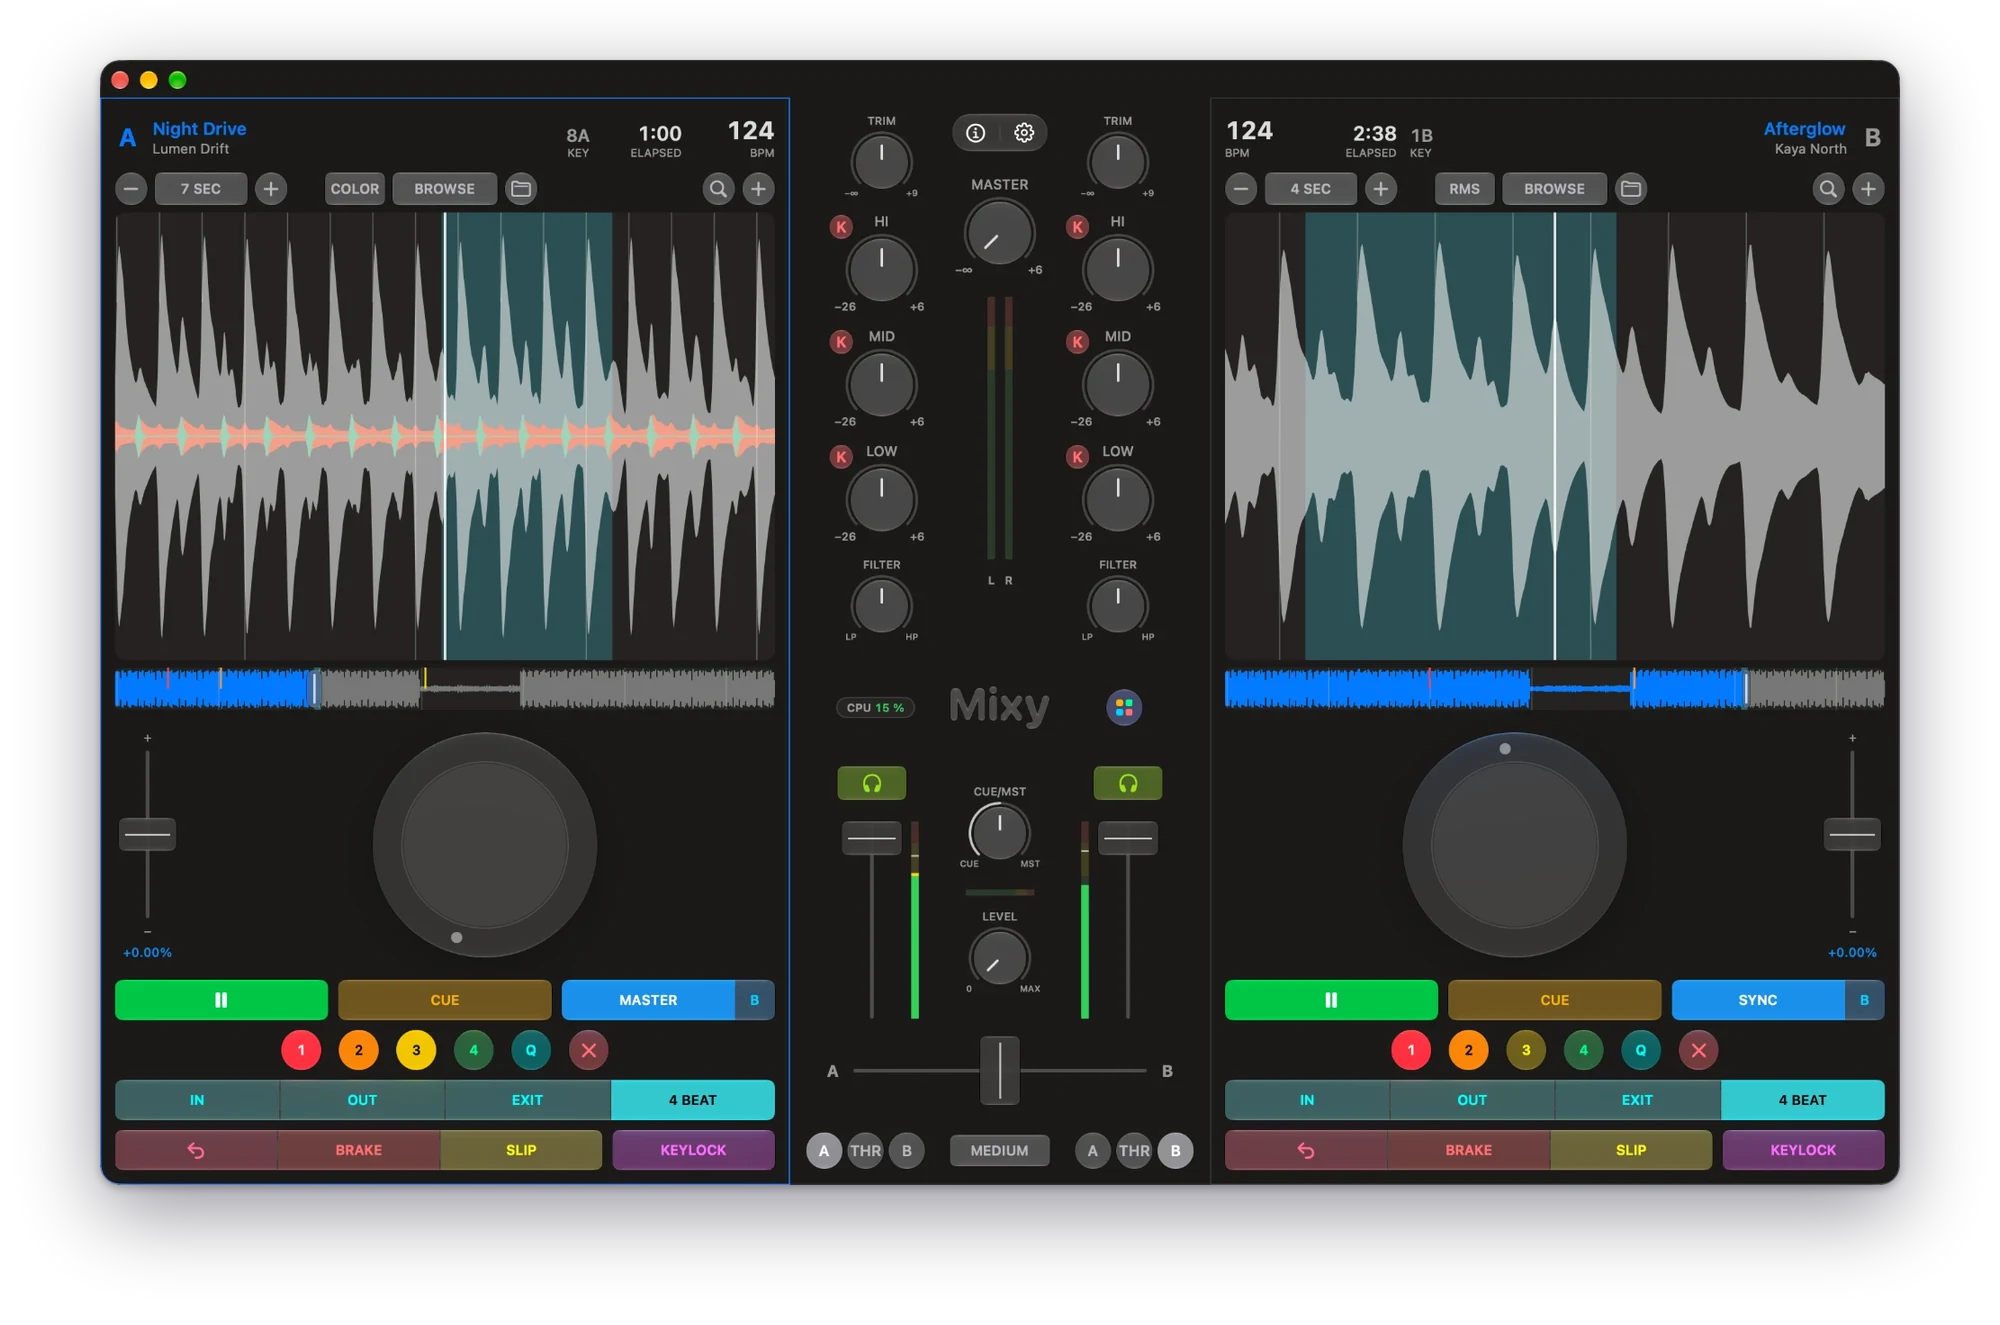 A
Night Drive
Lumen Drift
8A
KEY
1:00
ELAPSED
124
BPM
7 SEC
COLOR
BROWSE
+0.00%
CUE
MASTER
B
1
2
3
4
Q
IN
OUT
EXIT
4 BEAT
BRAKE
SLIP
KEYLOCK
TRIM
-∞
+9
K
HI
-26
+6
K
MID
-26
+6
K
LOW
-26
+6
FILTER
LP
HP
MASTER
-∞
+6
L R
TRIM
-∞
+9
K
HI
-26
+6
K
MID
-26
+6
K
LOW
-26
+6
FILTER
LP
HP
CPU 15 %
Mixy
CUE/MST
CUE
MST
LEVEL
0
MAX
A
B
A
THR
B
MEDIUM
A
THR
B
124
BPM
2:38
ELAPSED
1B
KEY
Afterglow
Kaya North
B
4 SEC
RMS
BROWSE
+0.00%
CUE
SYNC
B
1
2
3
4
Q
IN
OUT
EXIT
4 BEAT
BRAKE
SLIP
KEYLOCK